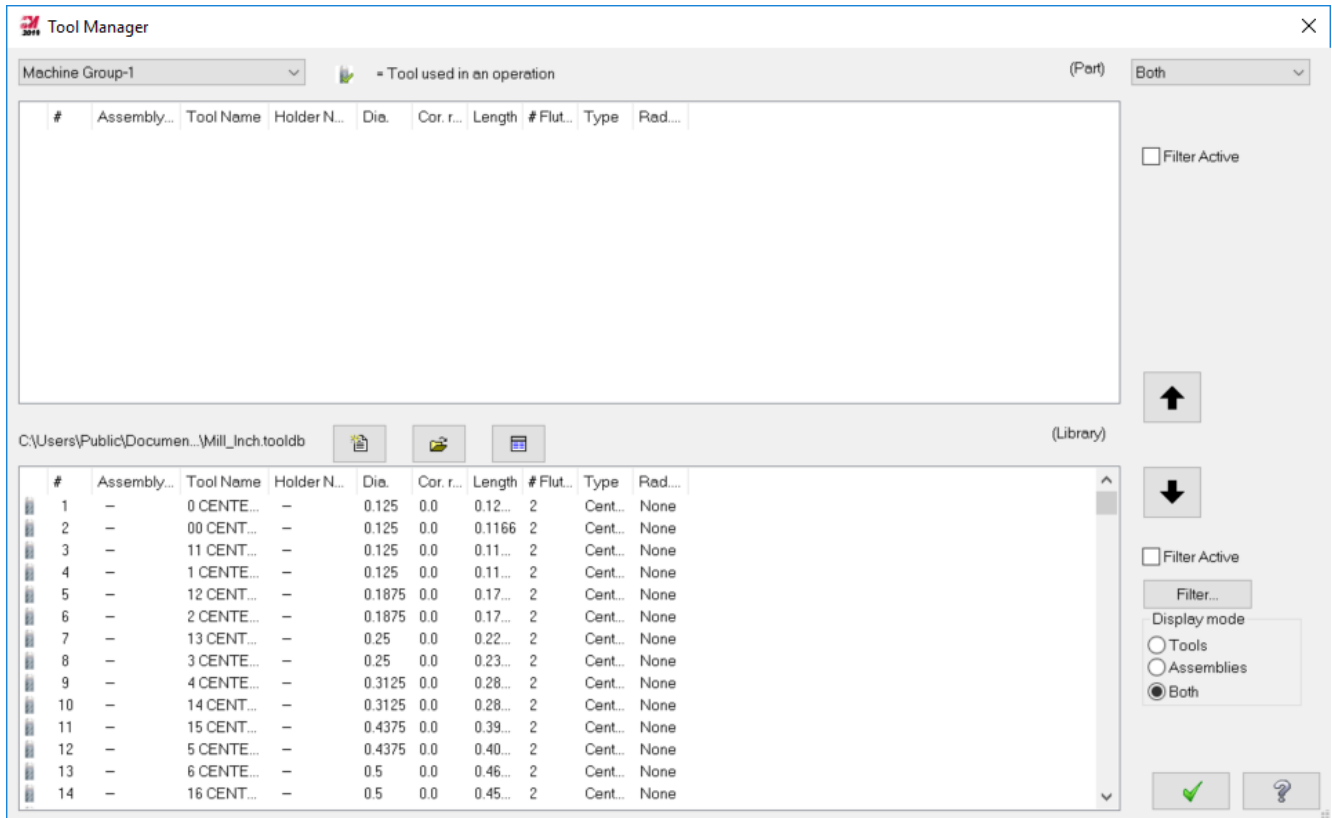 2019 Tool Manager
Machine Group-1 = Tool used in an operation (Part) Both
# Assembly... Tool Name Holder N... Dia. Cor. r... Length # Flut... Type Rad....
Filter Active
C:\Users\Public\Documen...\Mill_Inch.tooldb (Library)
# Assembly... Tool Name Holder N... Dia. Cor. r... Length # Flut... Type Rad....
1 – 0 CENTE... – 0.125 0.0 0.12... 2 Cent... None
2 – 00 CENT... – 0.125 0.0 0.1166 2 Cent... None
3 – 11 CENT... – 0.125 0.0 0.11... 2 Cent... None
4 – 1 CENTE... – 0.125 0.0 0.11... 2 Cent... None
5 – 12 CENT... – 0.1875 0.0 0.17... 2 Cent... None
6 – 2 CENTE... – 0.1875 0.0 0.17... 2 Cent... None
7 – 13 CENT... – 0.25 0.0 0.22... 2 Cent... None
8 – 3 CENTE... – 0.25 0.0 0.23... 2 Cent... None
9 – 4 CENTE... – 0.3125 0.0 0.28... 2 Cent... None
10 – 14 CENT... – 0.3125 0.0 0.28... 2 Cent... None
11 – 15 CENT... – 0.4375 0.0 0.39... 2 Cent... None
12 – 5 CENTE... – 0.4375 0.0 0.40... 2 Cent... None
13 – 6 CENTE... – 0.5 0.0 0.46... 2 Cent... None
14 – 16 CENT... – 0.5 0.0 0.45... 2 Cent... None
Filter Active
Filter...
Display mode
Tools
Assemblies
Both